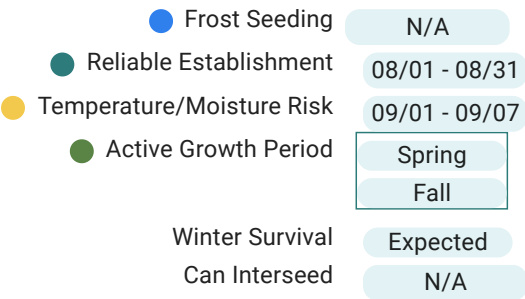 Frost Seeding N/A
Reliable Establishment 08/01 - 08/31
Temperature/Moisture Risk 09/01 - 09/07
Active Growth Period Spring
Fall
Winter Survival Expected
Can Interseed N/A